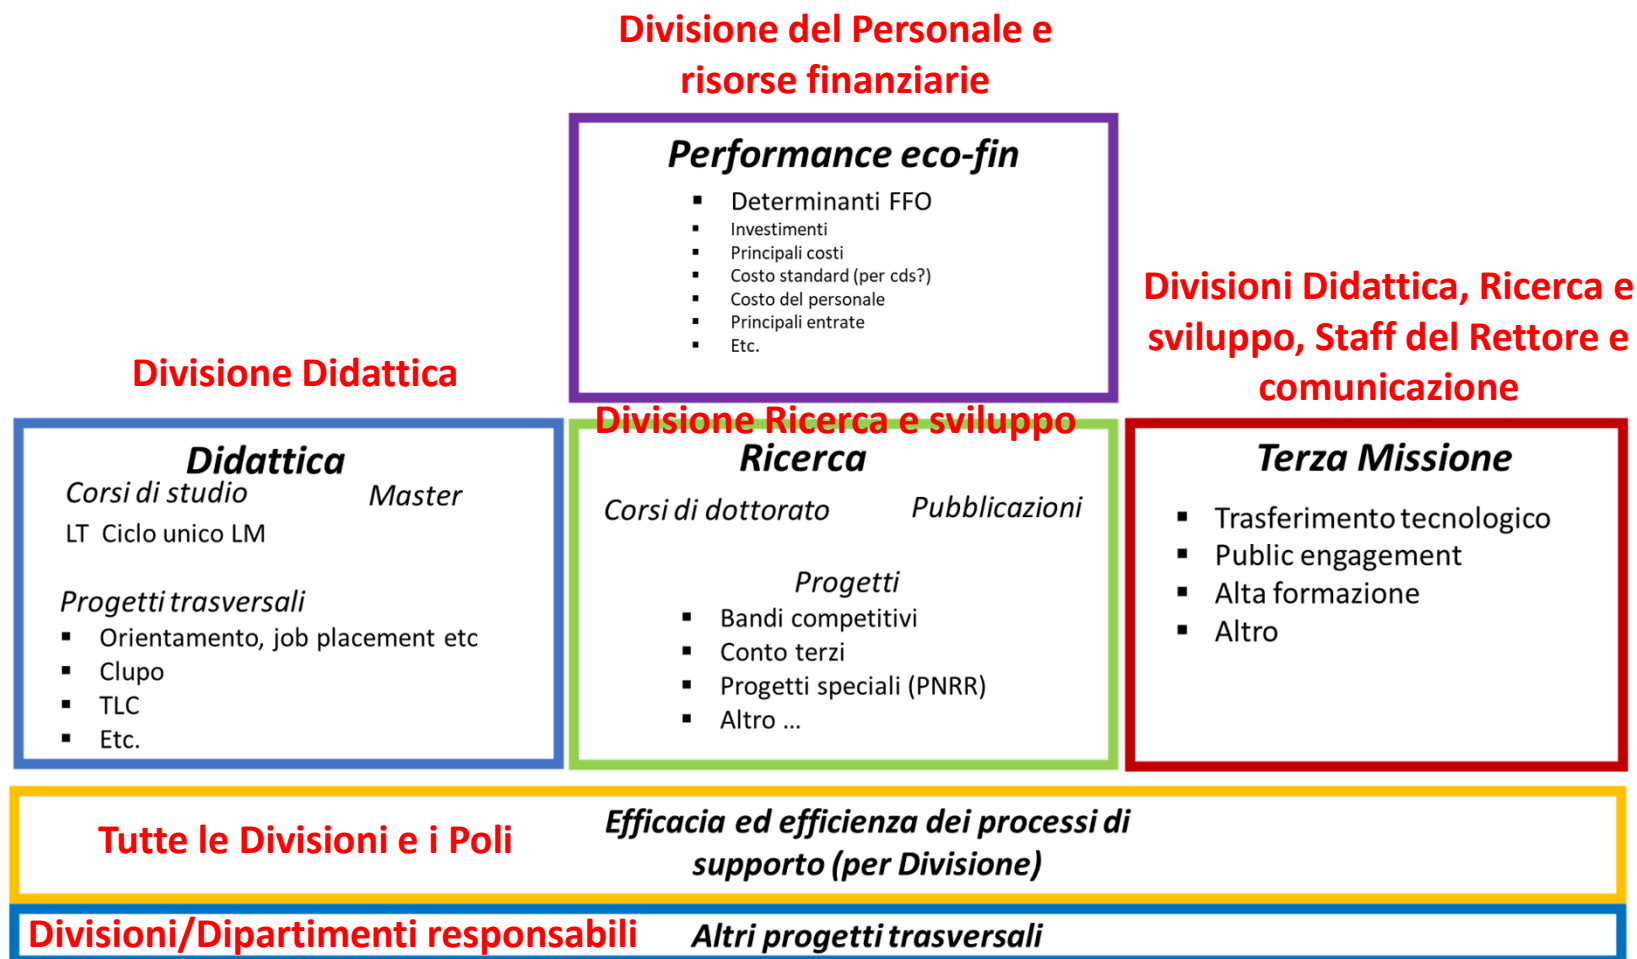 Divisione del Personale e
risorse finanziarie
Performance eco-fin
▪ Determinanti FFO
▪ Investimenti
▪ Principali costi
▪ Costo standard (per cds?)
▪ Costo del personale
▪ Principali entrate
▪ Etc.
Divisioni Didattica, Ricerca e
sviluppo, Staff del Rettore e
comunicazione
Divisione Didattica
Divisione Ricerca e sviluppo
Didattica
Corsi di studio Master
LT Ciclo unico LM
Progetti trasversali
▪ Orientamento, job placement etc
▪ Clupo
▪ TLC
▪ Etc.
Ricerca
Corsi di dottorato Pubblicazioni
Progetti
▪ Bandi competitivi
▪ Conto terzi
▪ Progetti speciali (PNRR)
▪ Altro ...
Terza Missione
▪ Trasferimento tecnologico
▪ Public engagement
▪ Alta formazione
▪ Altro
Tutte le Divisioni e i Poli
Efficacia ed efficienza dei processi di
supporto (per Divisione)
Divisioni/Dipartimenti responsabili
Altri progetti trasversali